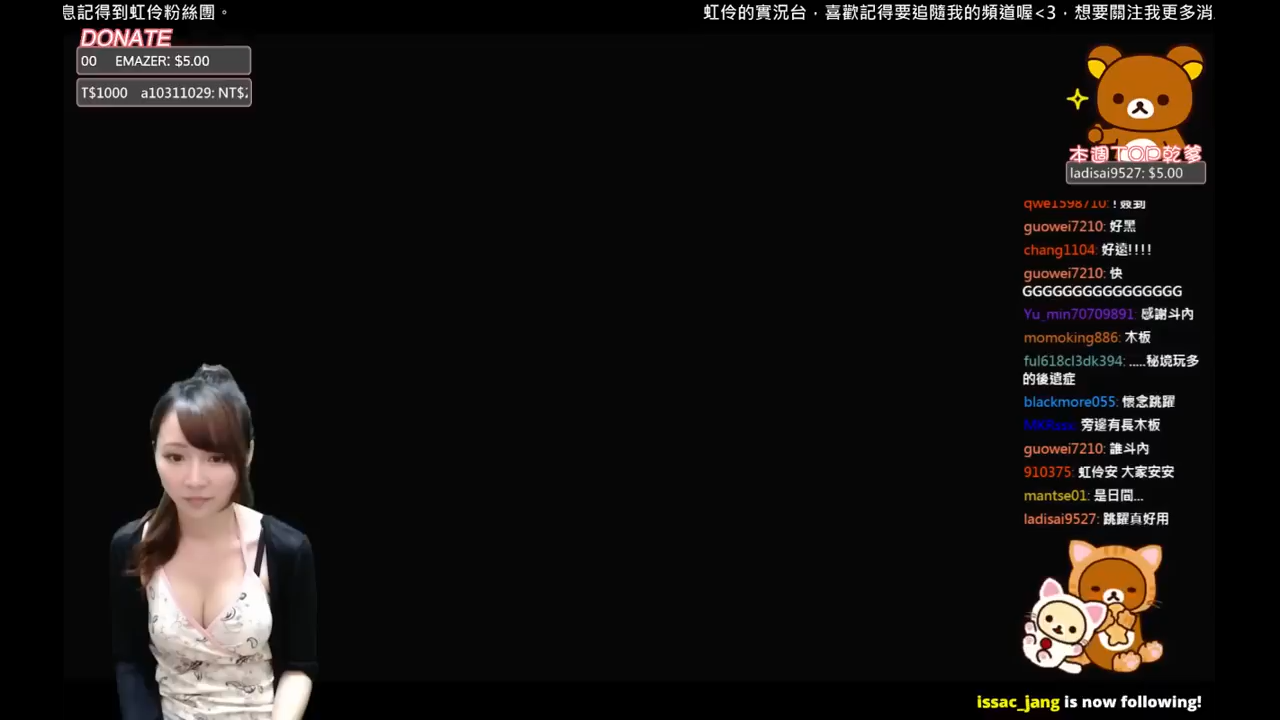 息記得到虹伶粉絲團。
虹伶的實況台，喜歡記得要追隨我的頻道喔<3，想要關注我更多消
DONATE
00 EMAZER: $5.00
T$1000 a10311029: NT$
本週TOP乾爹
ladisai9527: $5.00
qwe1598710: ! 簽到
guowei7210: 好黑
chang1104: 好遠!!!!
guowei7210: 快
GGGGGGGGGGGGGGGG
Yu_min70709891: 感謝斗內
momoking886: 木板
ful618cl3dk394: .....秘境玩多
的後遺症
blackmore055: 懷念跳躍
旁邊有長木板
guowei7210: 誰斗內
910375: 虹伶安 大家安安
mantse01: 是日間...
ladisai9527: 跳躍真好用
issac_jang is now following!